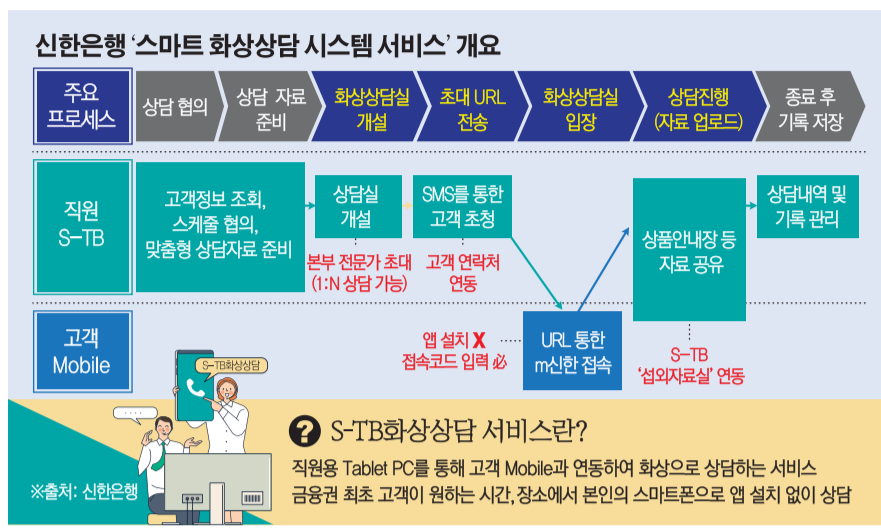 신한은행 ‘스마트 화상상담 시스템 서비스’ 개요
주요
프로세스
상담 협의
상담 자료
준비
화상상담실
개설
초대 URL
전송
화상상담실
입장
상담진행
(자료 업로드)
종료 후
기록 저장
직원
S-TB
고객정보 조회,
스케줄 협의,
맞춤형 상담자료 준비
상담실
개설
본부 전문가 초대
(1:N 상담 가능)
SMS를 통한
고객 초청
고객 연락처
연동
상품안내장 등
자료 공유
상담내역 및
기록 관리
고객
Mobile
앱 설치 X
접속코드 입력 必
URL 통한
m신한 접속
S-TB
‘섭외자료실’ 연동
S-TB화상상담
....
? S-TB화상상담 서비스란?
직원용 Tablet PC를 통해 고객 Mobile과 연동하여 화상으로 상담하는 서비스
금융권 최초 고객이 원하는 시간, 장소에서 본인의 스마트폰으로 앱 설치 없이 상담
※출처: 신한은행